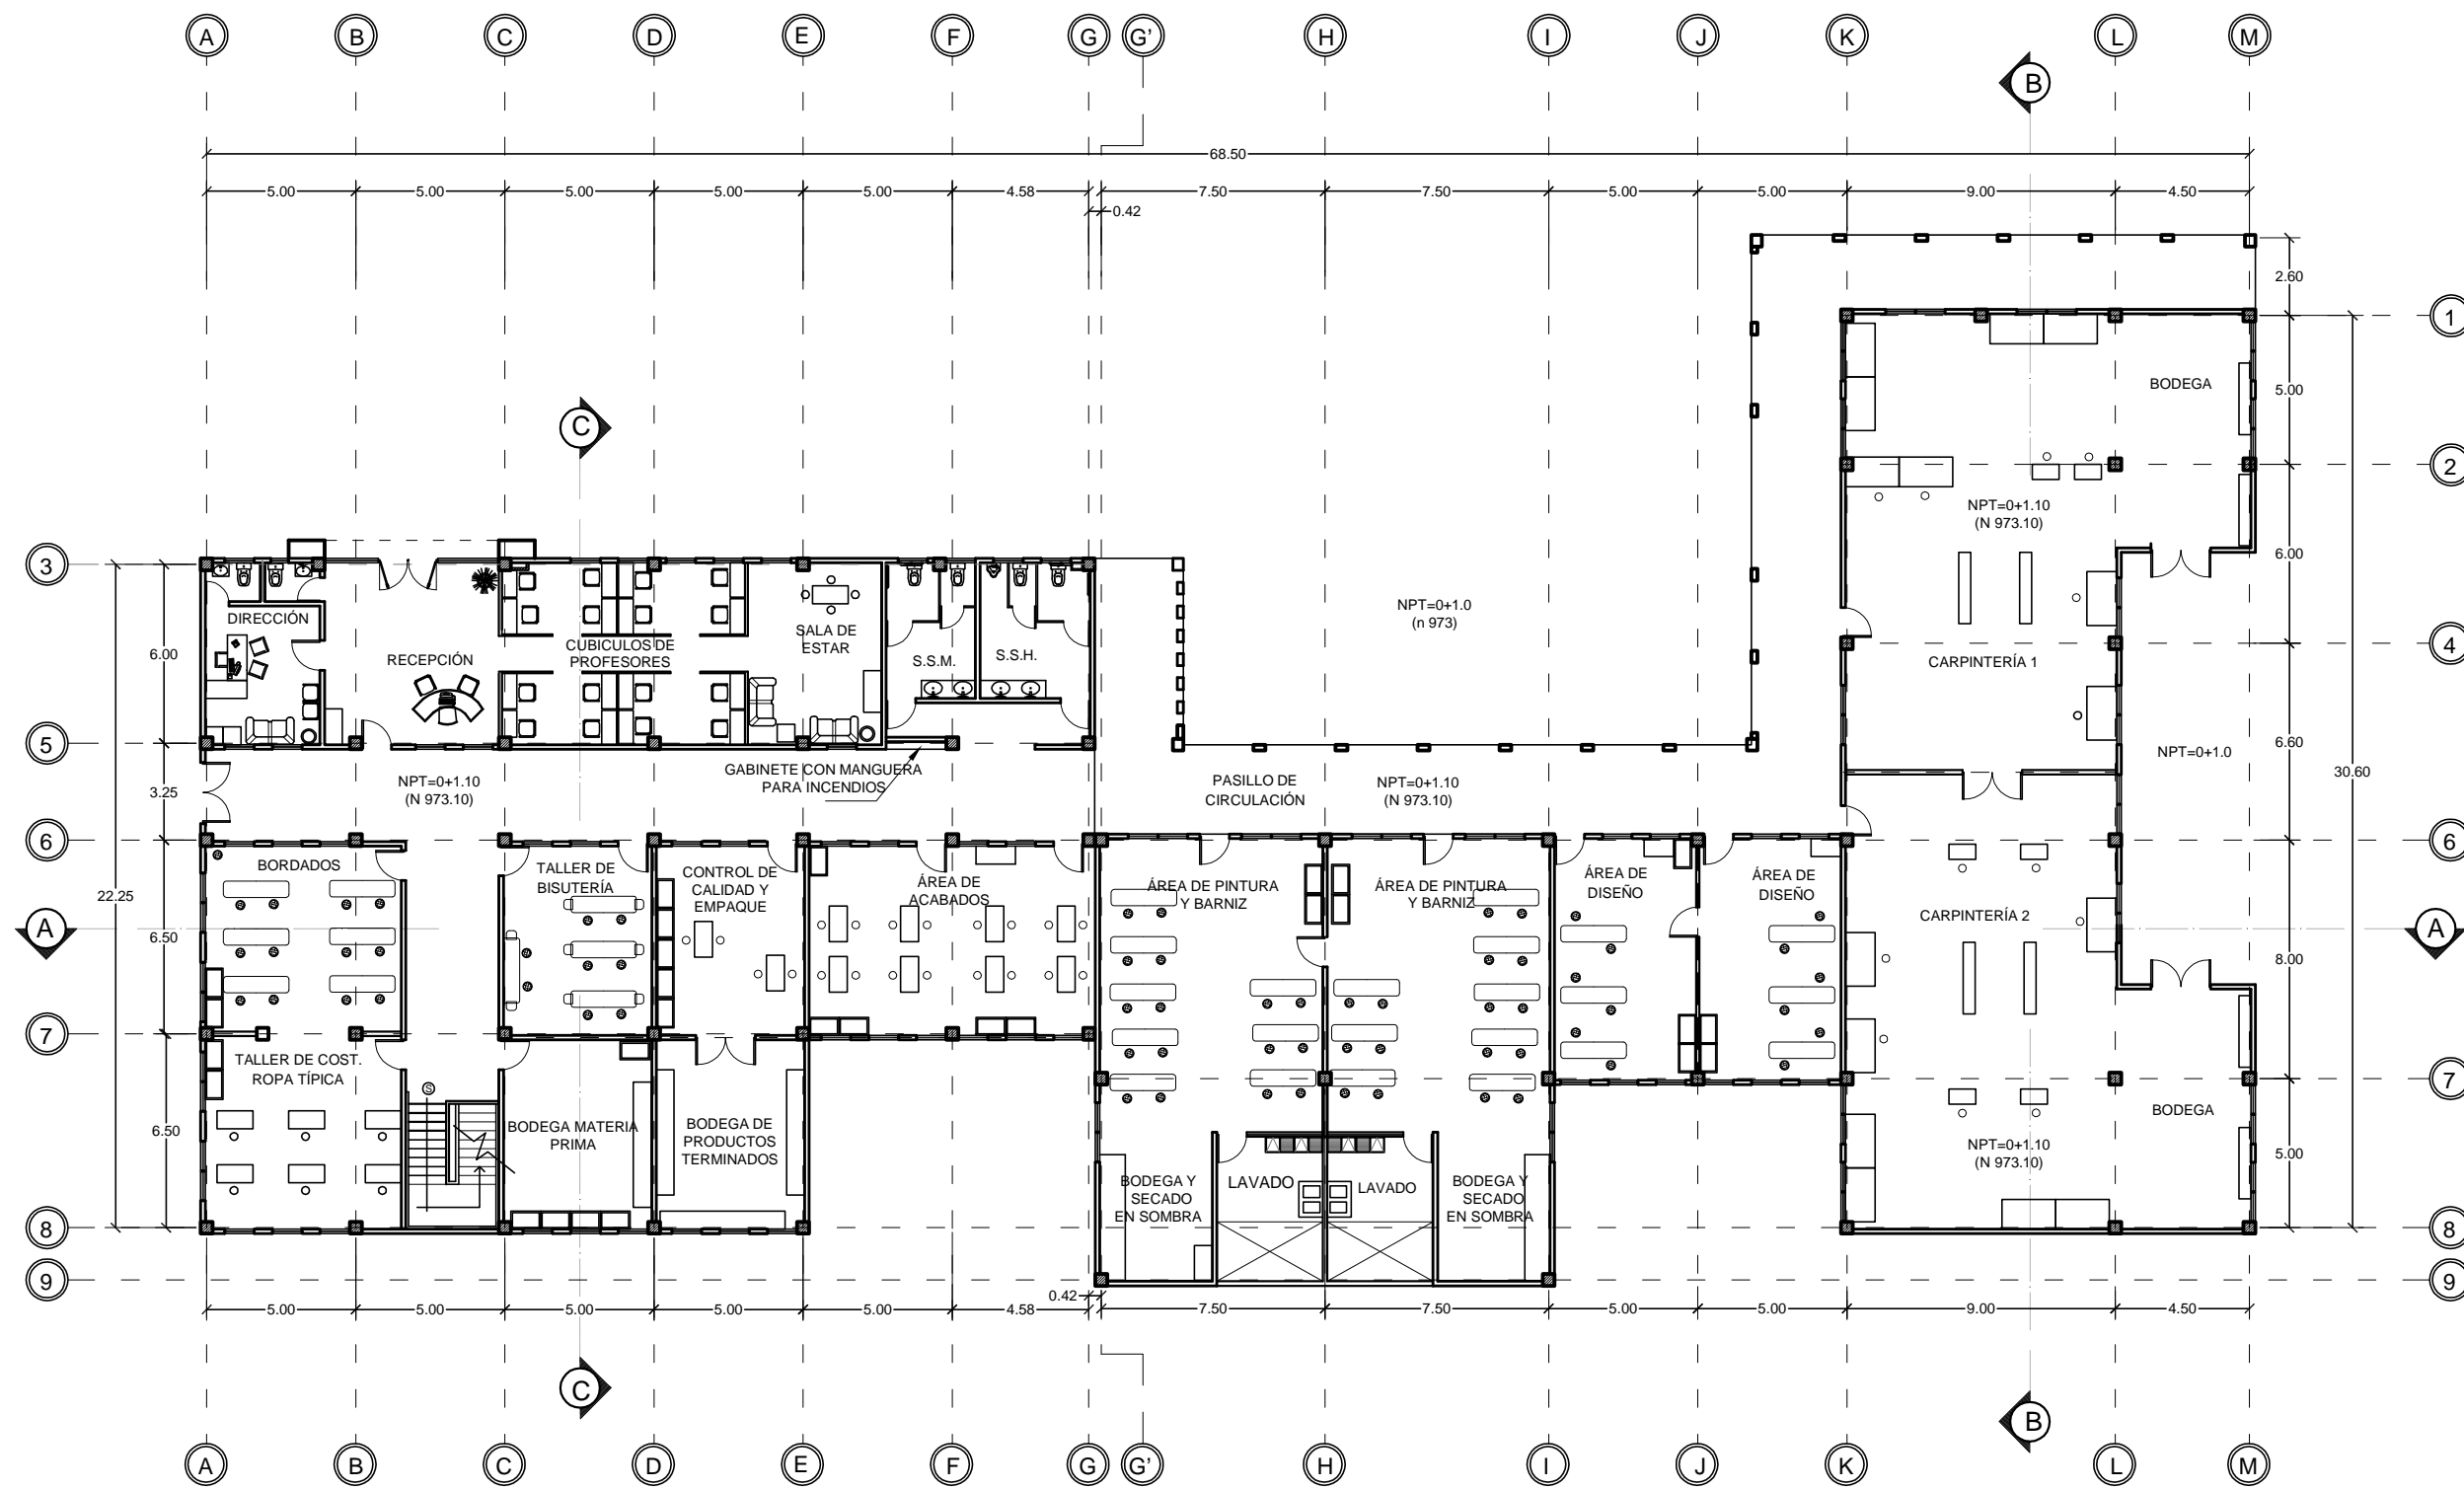 A B C D E F G G' H I J K L M
B
68.50
5.00 5.00 5.00 5.00 5.00 4.58 7.50 7.50 5.00 5.00 9.00 4.50
0.42
2.60
1
BODEGA
5.00
C
2
NPT=0+1.10
(N 973.10)
3
6.00
NPT=0+1.0
(n 973)
DIRECCIÓN
RECEPCIÓN
CUBICULOS DE
PROFESORES
SALA DE
ESTAR
S.S.M.
S.S.H.
6.00
CARPINTERÍA 1
4
5
6.60
NPT=0+1.0
30.60
3.25
NPT=0+1.10
(N 973.10)
GABINETE CON MANGUERA
PARA INCENDIOS
PASILLO DE
CIRCULACIÓN
NPT=0+1.10
(N 973.10)
6
6
BORDADOS
TALLER DE
BISUTERÍA
CONTROL DE
CALIDAD Y
EMPAQUE
ÁREA DE
ACABADOS
ÁREA DE PINTURA
Y BARNIZ
ÁREA DE PINTURA
Y BARNIZ
ÁREA DE
DISEÑO
ÁREA DE
DISEÑO
22.25
CARPINTERÍA 2
A
A
6.50
8.00
7
7
TALLER DE COST.
ROPA TÍPICA
S
6.50
BODEGA MATERIA
PRIMA
BODEGA DE
PRODUCTOS
TERMINADOS
BODEGA
NPT=0+1.10
(N 973.10)
5.00
BODEGA Y
SECADO
EN SOMBRA
LAVADO
LAVADO
BODEGA Y
SECADO
EN SOMBRA
8
8
9
9
0.42
5.00 5.00 5.00 5.00 5.00 4.58 7.50 7.50 5.00 5.00 9.00 4.50
C
B
A B C D E F G G' H I J K L M